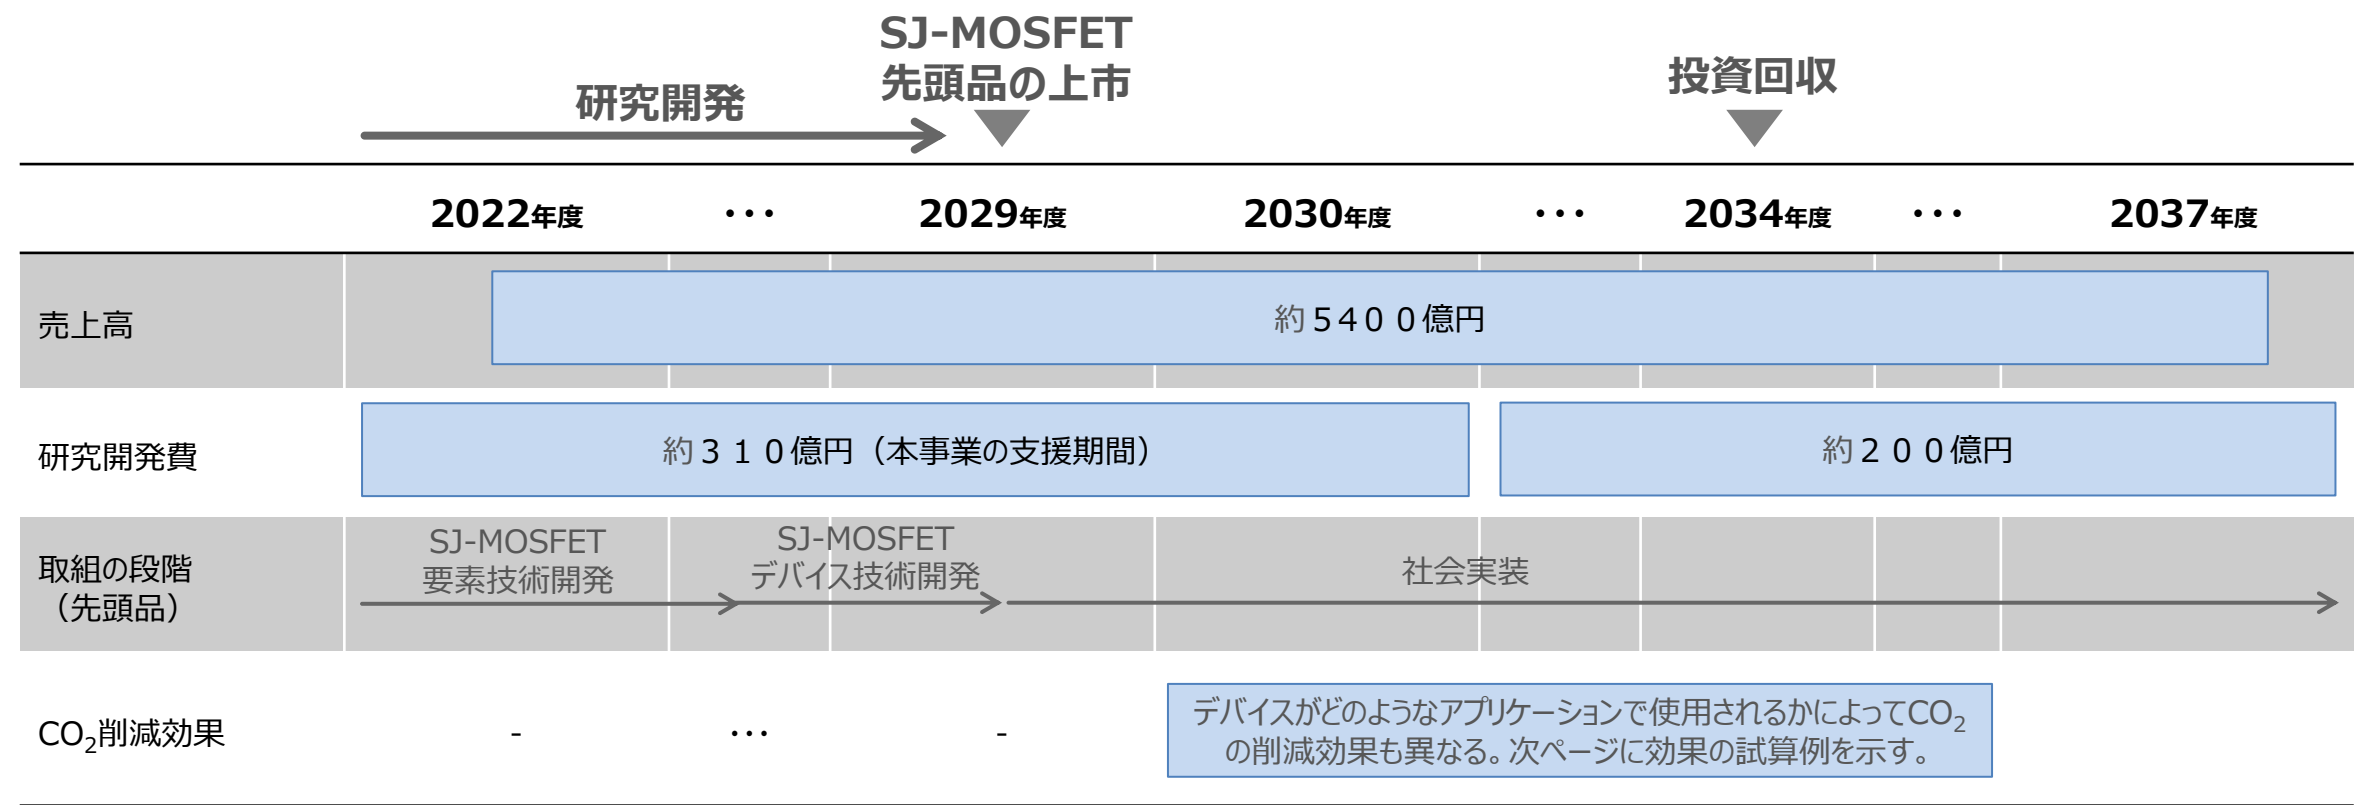 研究開発
SJ-MOSFET
先頭品の上市
投資回収
2022年度 ・・・ 2029年度 2030年度 ・・・ 2034年度 ・・・ 2037年度
売上高
約５４００億円
研究開発費
約３１０億円（本事業の支援期間）
約２００億円
取組の段階
（先頭品）
SJ-MOSFET
要素技術開発
SJ-MOSFET
デバイス技術開発
社会実装
CO2削減効果
- ・・・ -
デバイスがどのようなアプリケーションで使用されるかによってCO2
の削減効果も異なる。次ページに効果の試算例を示す。